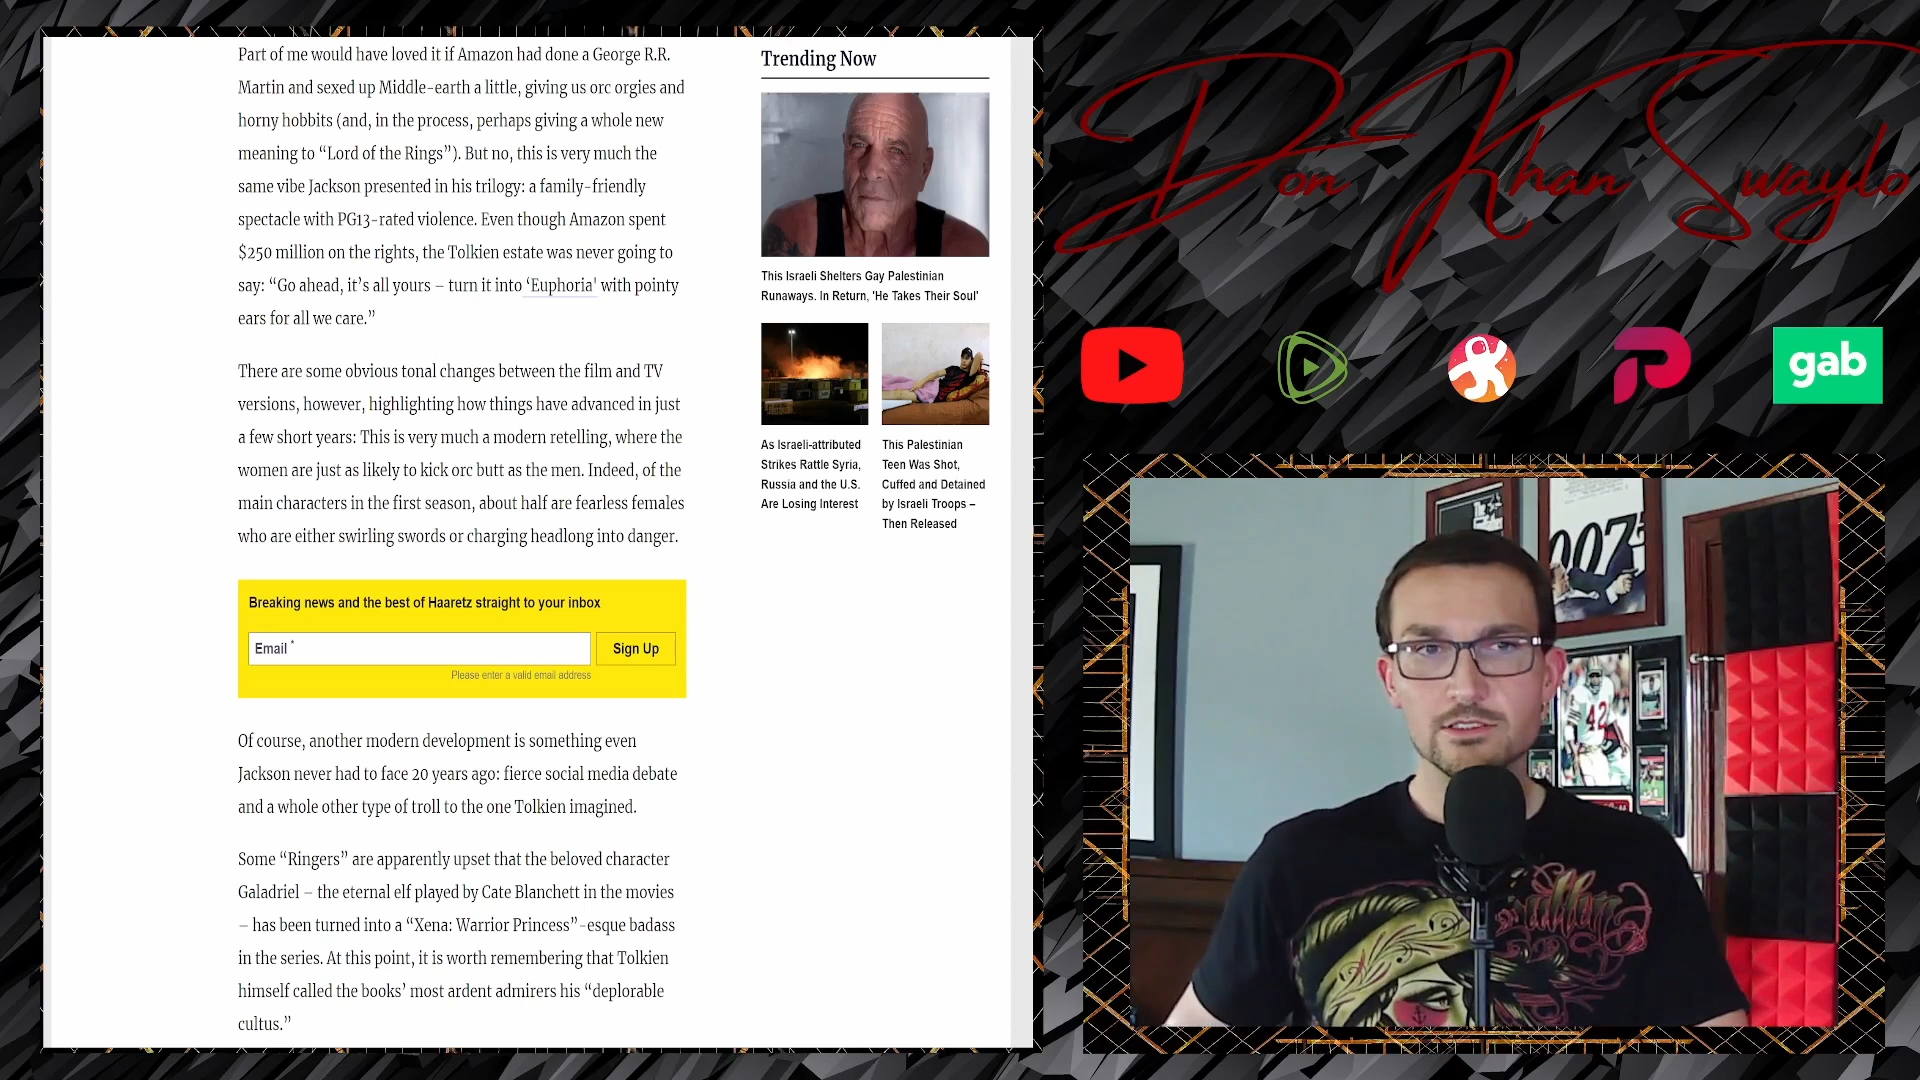 Part of me would have loved it if Amazon had done a George R.R.
Martin and sexed up Middle-earth a little, giving us orc orgies and
horny hobbits (and, in the process, perhaps giving a whole new
meaning to “Lord of the Rings”). But no, this is very much the
same vibe Jackson presented in his trilogy: a family-friendly
spectacle with PG13-rated violence. Even though Amazon spent
$250 million on the rights, the Tolkien estate was never going to
say: “Go ahead, it’s all yours – turn it into ‘Euphoria' with pointy
ears for all we care.”
There are some obvious tonal changes between the film and TV
versions, however, highlighting how things have advanced in just
a few short years: This is very much a modern retelling, where the
women are just as likely to kick orc butt as the men. Indeed, of the
main characters in the first season, about half are fearless females
who are either swirling swords or charging headlong into danger.
Breaking news and the best of Haaretz straight to your inbox
Email *
Sign Up
Please enter a valid email address
Of course, another modern development is something even
Jackson never had to face 20 years ago: fierce social media debate
and a whole other type of troll to the one Tolkien imagined.
Some “Ringers” are apparently upset that the beloved character
Galadriel – the eternal elf played by Cate Blanchett in the movies
– has been turned into a “Xena: Warrior Princess”-esque badass
in the series. At this point, it is worth remembering that Tolkien
himself called the books’ most ardent admirers his “deplorable
cultus.”
Trending Now
This Israeli Shelters Gay Palestinian
Runaways. In Return, 'He Takes Their Soul'
As Israeli-attributed
Strikes Rattle Syria,
Russia and the U.S.
Are Losing Interest
This Palestinian
Teen Was Shot,
Cuffed and Detained
by Israeli Troops –
Then Released
Don Khan Swaylo
gab
007
42